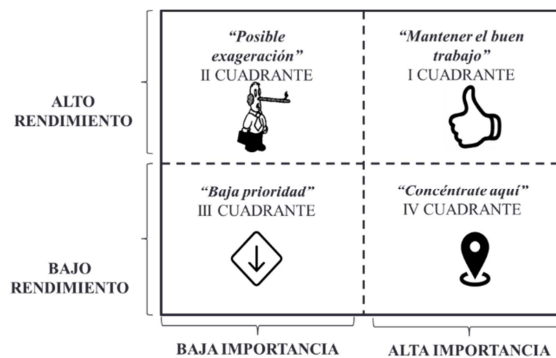 “Posible
exageración”
II CUADRANTE
“Mantener el buen
trabajo”
I CUADRANTE
ALTO
RENDIMIENTO
“Baja prioridad”
III CUADRANTE
“Concéntrate aquí”
IV CUADRANTE
BAJO
RENDIMIENTO
BAJA IMPORTANCIA
ALTA IMPORTANCIA